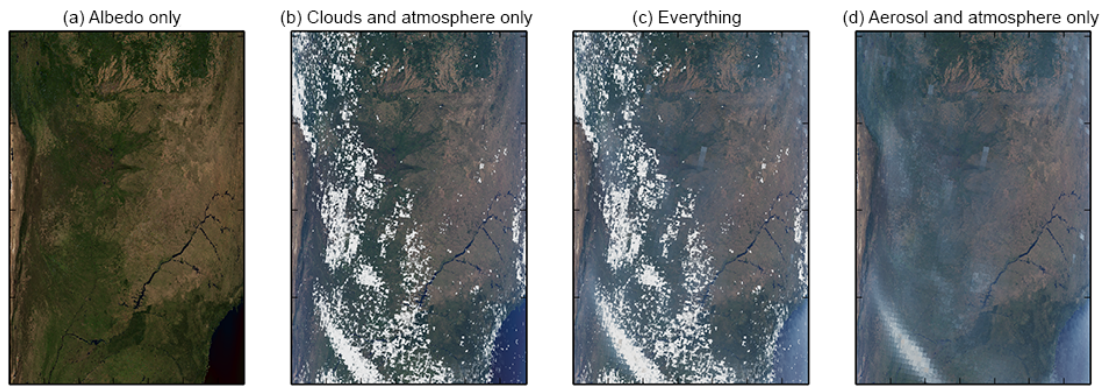 (a) Albedo only
(b) Clouds and atmosphere only
(c) Everything
(d) Aerosol and atmosphere only